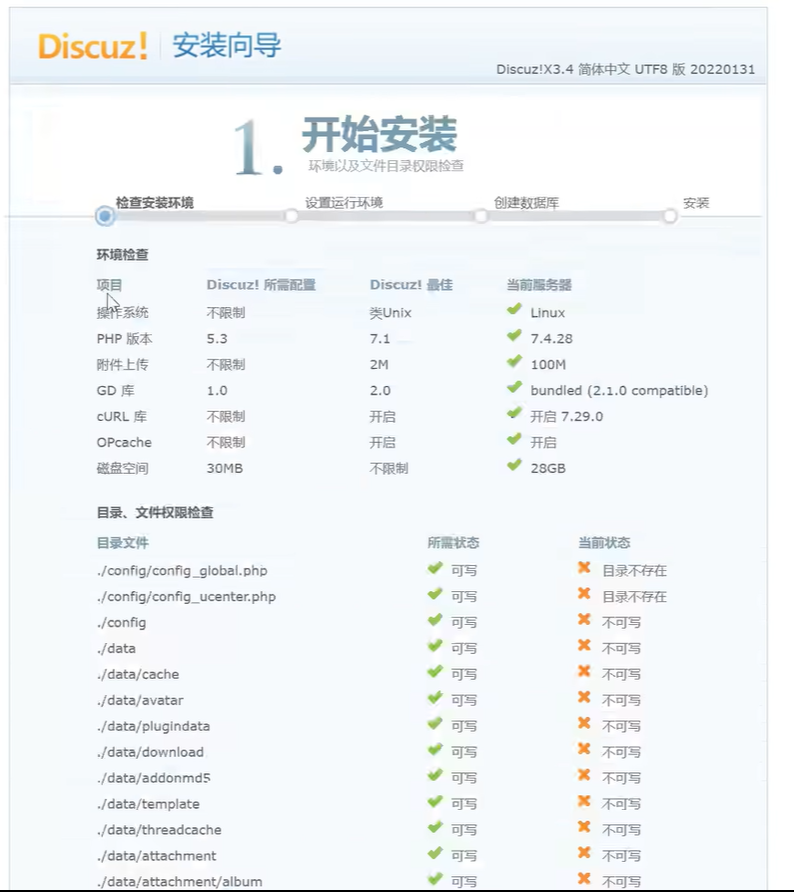 Discuz! 安装向导
Discuz!X3.4 简体中文 UTF8 版 20220131
1. 开始安装
环境以及文件目录权限检查
检查安装环境 设置运行环境 创建数据库 安装
环境检查
项目 Discuz! 所需配置 Discuz! 最佳 当前服务器
操作系统 不限制 类Unix Linux
PHP 版本 5.3 7.1 7.4.28
附件上传 不限制 2M 100M
GD 库 1.0 2.0 bundled (2.1.0 compatible)
cURL 库 不限制 开启 开启 7.29.0
OPcache 不限制 开启 开启
磁盘空间 30MB 不限制 28GB
目录、文件权限检查
目录文件 所需状态 当前状态
./config/config_global.php 可写 目录不存在
./config/config_ucenter.php 可写 目录不存在
./config 可写 不可写
./data 可写 不可写
./data/cache 可写 不可写
./data/avatar 可写 不可写
./data/plugindata 可写 不可写
./data/download 可写 不可写
./data/addonmd5 可写 不可写
./data/template 可写 不可写
./data/threadcache 可写 不可写
./data/attachment 可写 不可写
./data/attachment/album 可写 不可写